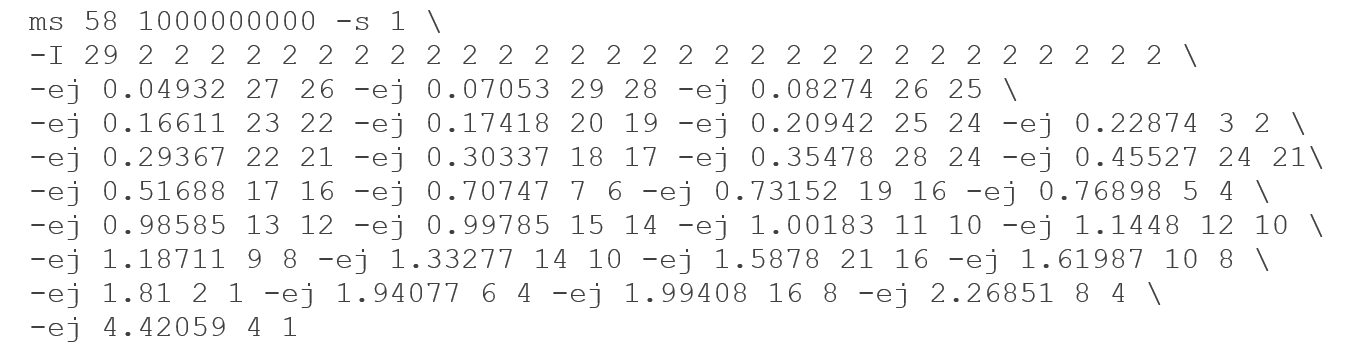 ms 58 1000000000 -s 1 \
-I 29 2 2 2 2 2 2 2 2 2 2 2 2 2 2 2 2 2 2 2 2 2 2 2 2 2 2 2 2 2 \
-ej 0.04932 27 26 -ej 0.07053 29 28 -ej 0.08274 26 25 \
-ej 0.16611 23 22 -ej 0.17418 20 19 -ej 0.20942 25 24 -ej 0.22874 3 2 \
-ej 0.29367 22 21 -ej 0.30337 18 17 -ej 0.35478 28 24 -ej 0.45527 24 21\
-ej 0.51688 17 16 -ej 0.70747 7 6 -ej 0.73152 19 16 -ej 0.76898 5 4 \
-ej 0.98585 13 12 -ej 0.99785 15 14 -ej 1.00183 11 10 -ej 1.1448 12 10 \
-ej 1.18711 9 8 -ej 1.33277 14 10 -ej 1.5878 21 16 -ej 1.61987 10 8 \
-ej 1.81 2 1 -ej 1.94077 6 4 -ej 1.99408 16 8 -ej 2.26851 8 4 \
-ej 4.42059 4 1